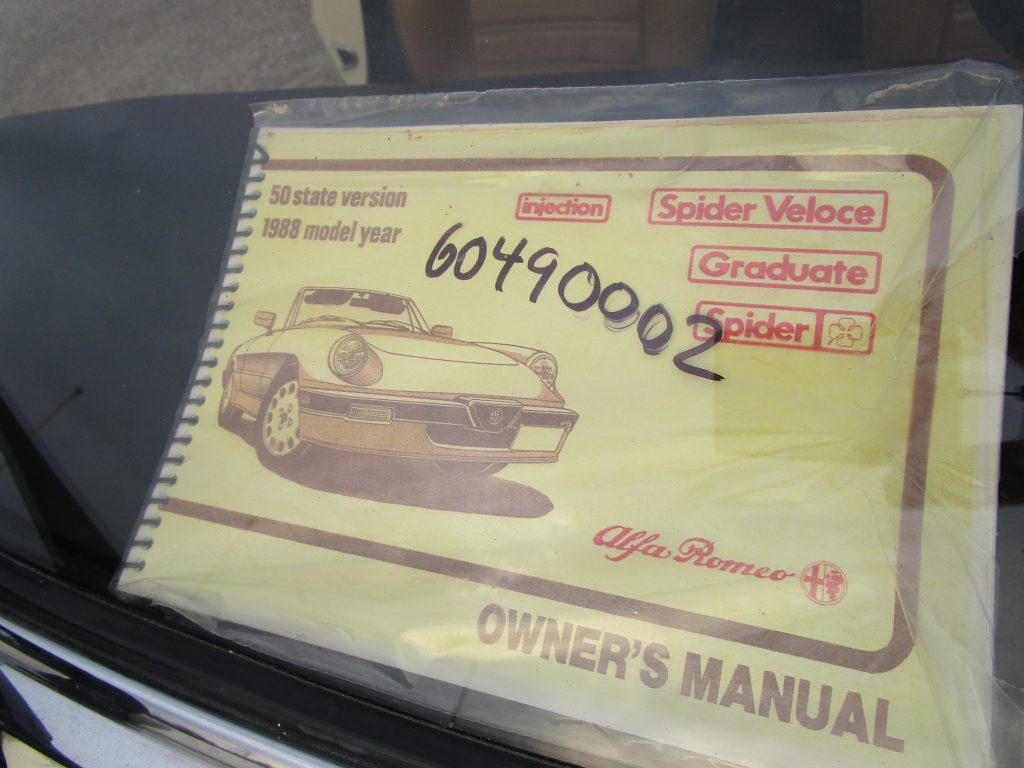 50 state version
1988 model year
injection
Spider Veloce
Graduate
Spider
60490002
Alfa Romeo
OWNER'S MANUAL